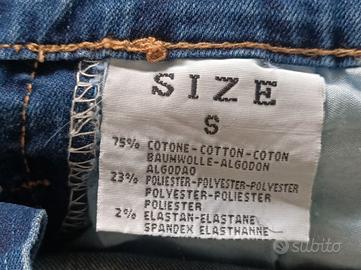 SIZE
S
75% COTONE-COTTON-COTON
BAUMWOLLE-ALGODON
ALGODAO
23% POLIESTER-POLYESTER-POLYESTER
POLYESTER-POLIESTER
POLIESTER
2% ELASTAN-ELASTANE
SPANDEX ELASTHANNE
subito